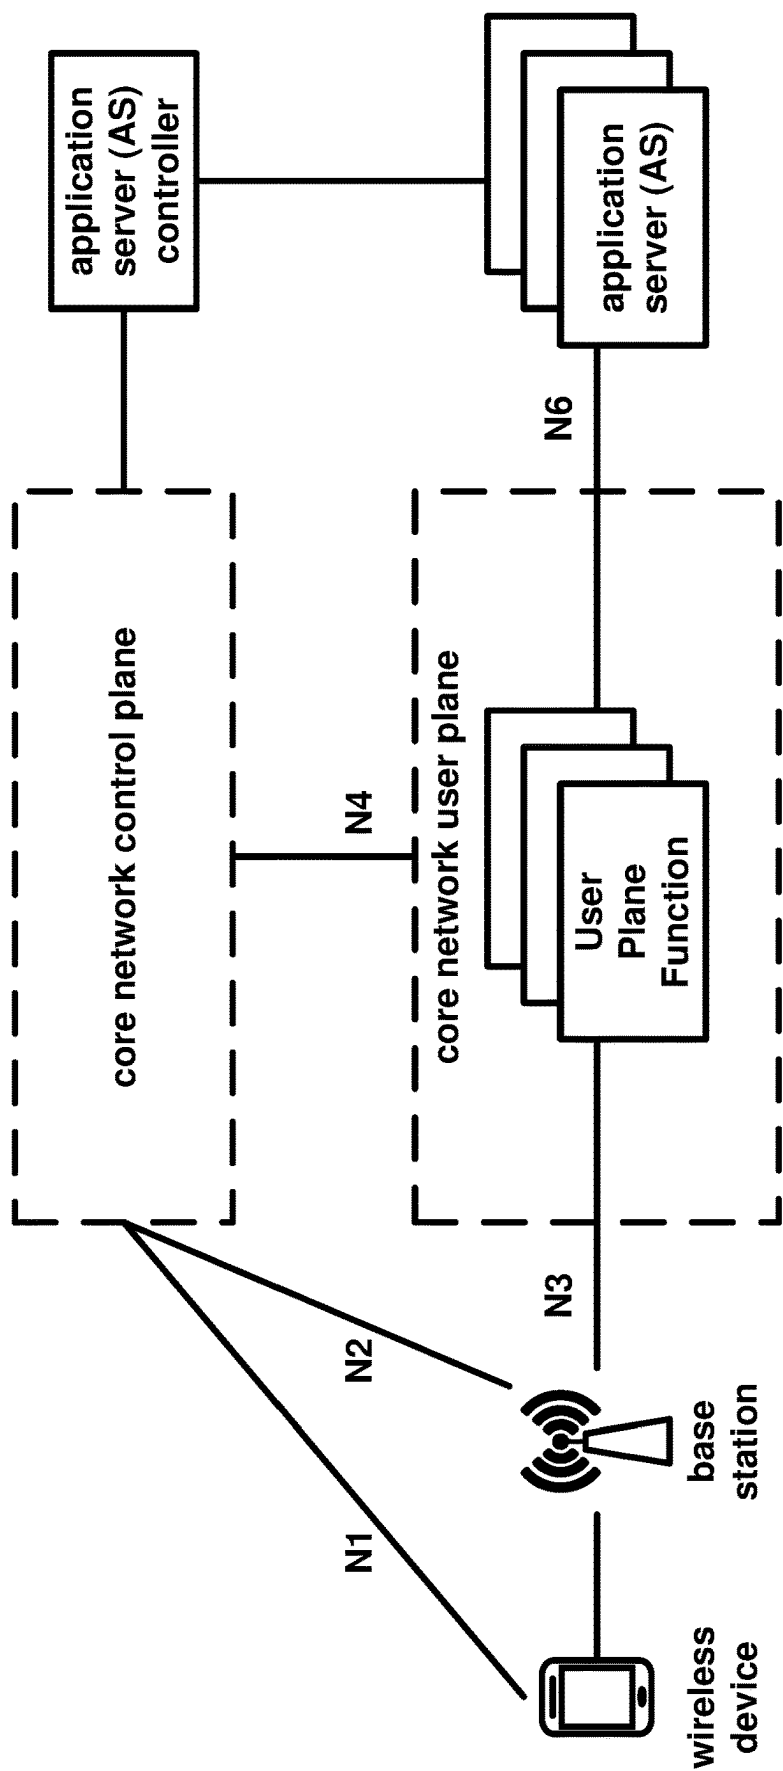 core network control plane
application
server (AS)
controller
N1
N2
N4
core network user plane
User
Plane
Function
N3
N6
application
server (AS)
wireless
device
base
station